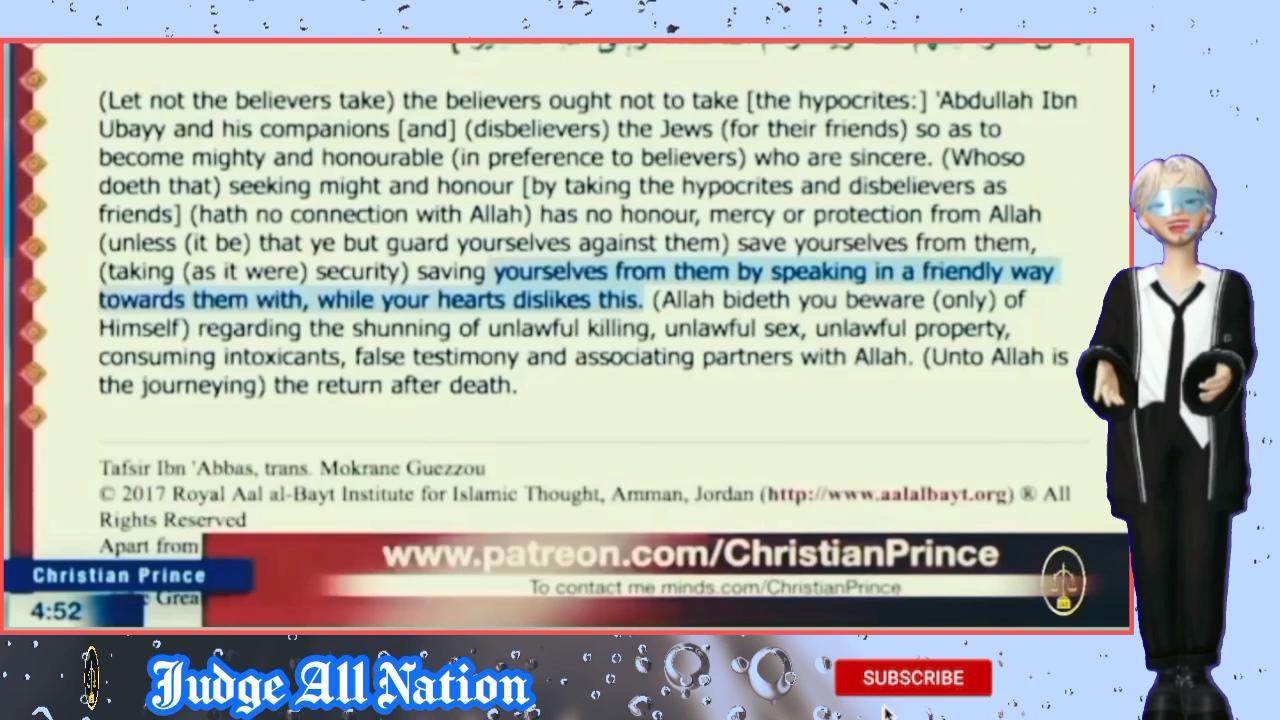 (Let not the believers take) the believers ought not to take [the hypocrites:] 'Abdullah Ibn
Ubayy and his companions [and] (disbelievers) the Jews (for their friends) so as to
become mighty and honourable (in preference to believers) who are sincere. (Whoso
doeth that) seeking might and honour [by taking the hypocrites and disbelievers as
friends] (hath no connection with Allah) has no honour, mercy or protection from Allah
(unless (it be) that ye but guard yourselves against them) save yourselves from them,
(taking (as it were) security) saving yourselves from them by speaking in a friendly way
towards them with, while your hearts dislikes this. (Allah bideth you beware (only) of
Himself) regarding the shunning of unlawful killing, unlawful sex, unlawful property,
consuming intoxicants, false testimony and associating partners with Allah. (Unto Allah is
the journeying) the return after death.
Tafsir Ibn 'Abbas, trans. Mokrane Guezzou
© 2017 Royal Aal al-Bayt Institute for Islamic Thought, Amman, Jordan (http://www.aalalbayt.org) ® All
Rights Reserved
Apart from
www.patreon.com/ChristianPrince
Christian Prince
To contact me minds.com/ChristianPrince
Grea
4:52
Judge All Nation
SUBSCRIBE